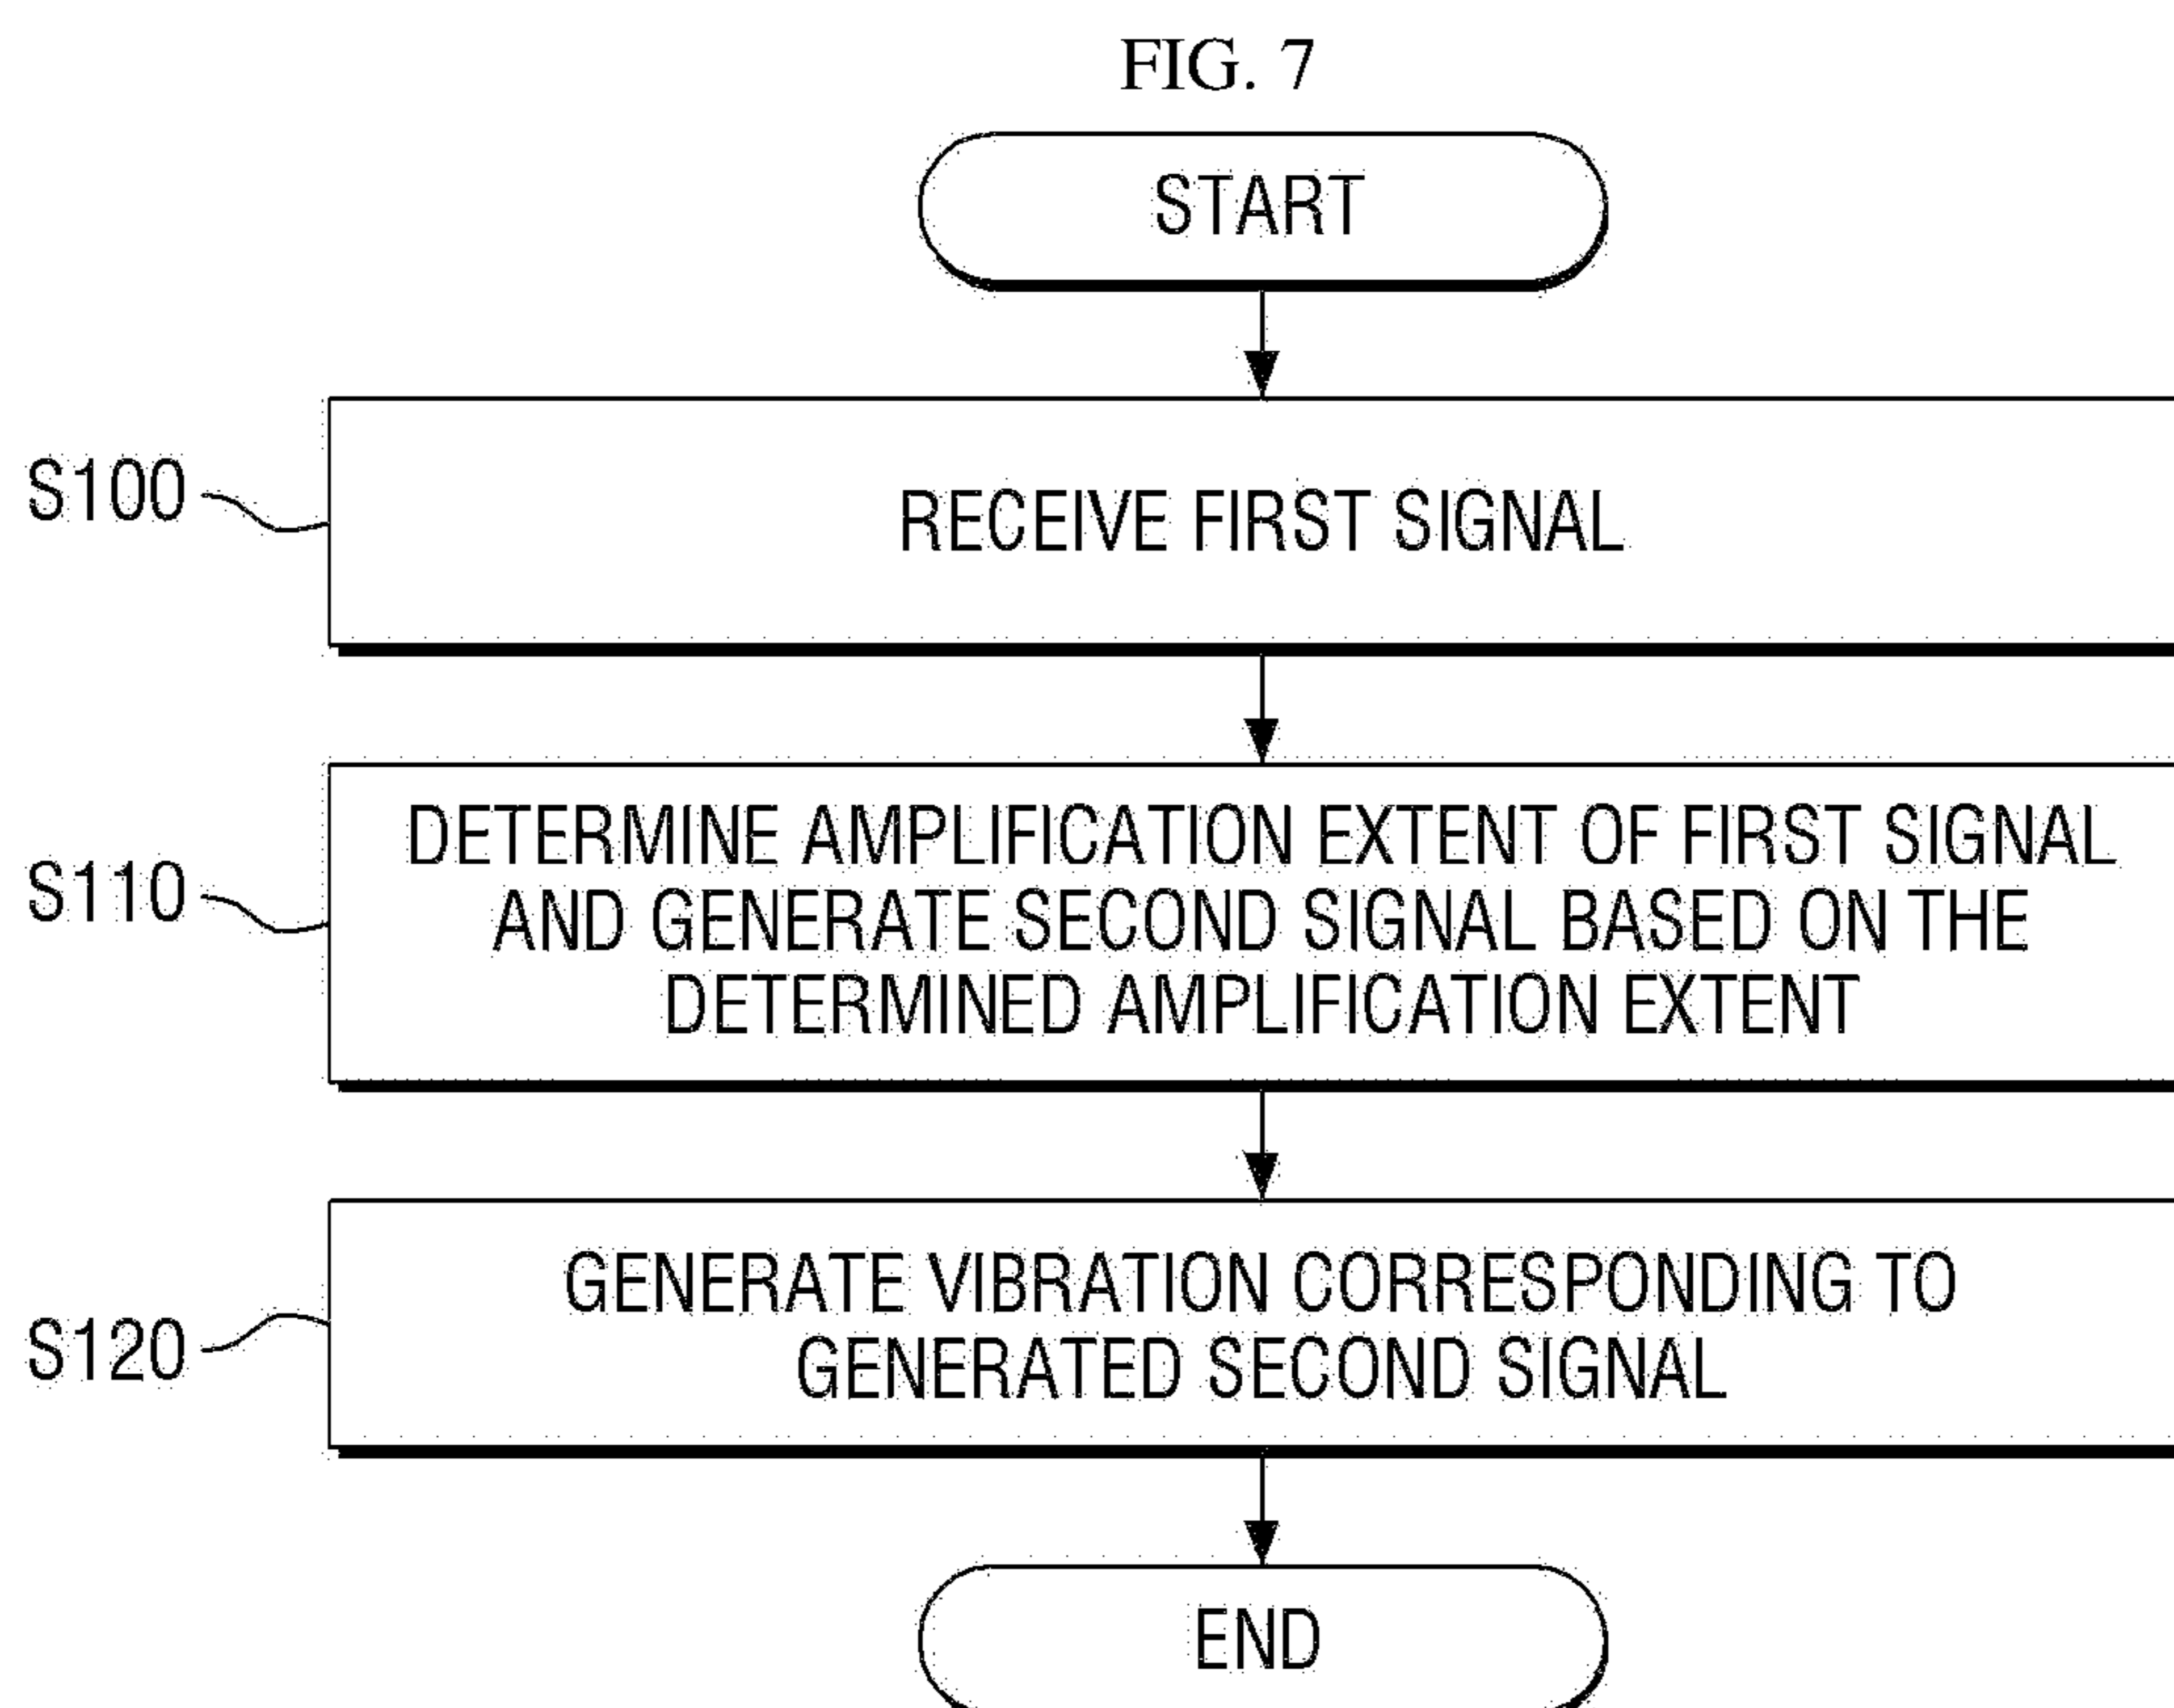 FIG. 7
START
S100
RECEIVE FIRST SIGNAL
S110
DETERMINE AMPLIFICATION EXTENT OF FIRST SIGNAL
AND GENERATE SECOND SIGNAL BASED ON THE
DETERMINED AMPLIFICATION EXTENT
S120
GENERATE VIBRATION CORRESPONDING TO
GENERATED SECOND SIGNAL
END